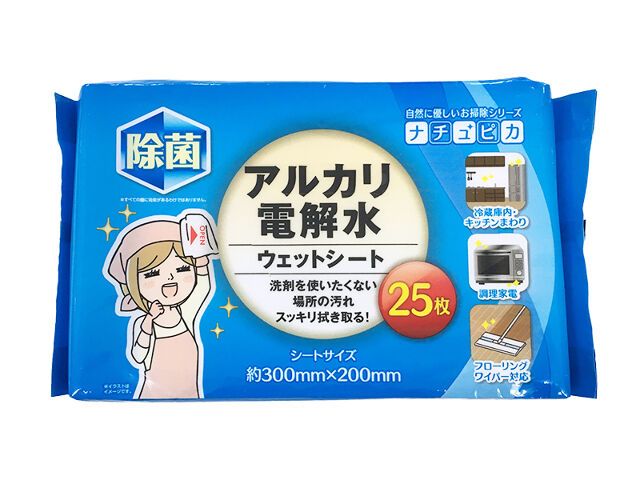 自然に優しいお掃除シリーズ
ナチュピカ
除菌
※すべての菌に効果があるわけではありません。
アルカリ
電解水
ウェットシート
洗剤を使いたくない
場所の汚れ
スッキリ拭き取る!
25枚
シートサイズ
約300mm×200mm
OPEN
※イラストは
イメージです。
冷蔵庫内・
キッチンまわり
調理家電
フローリング
ワイパー対応